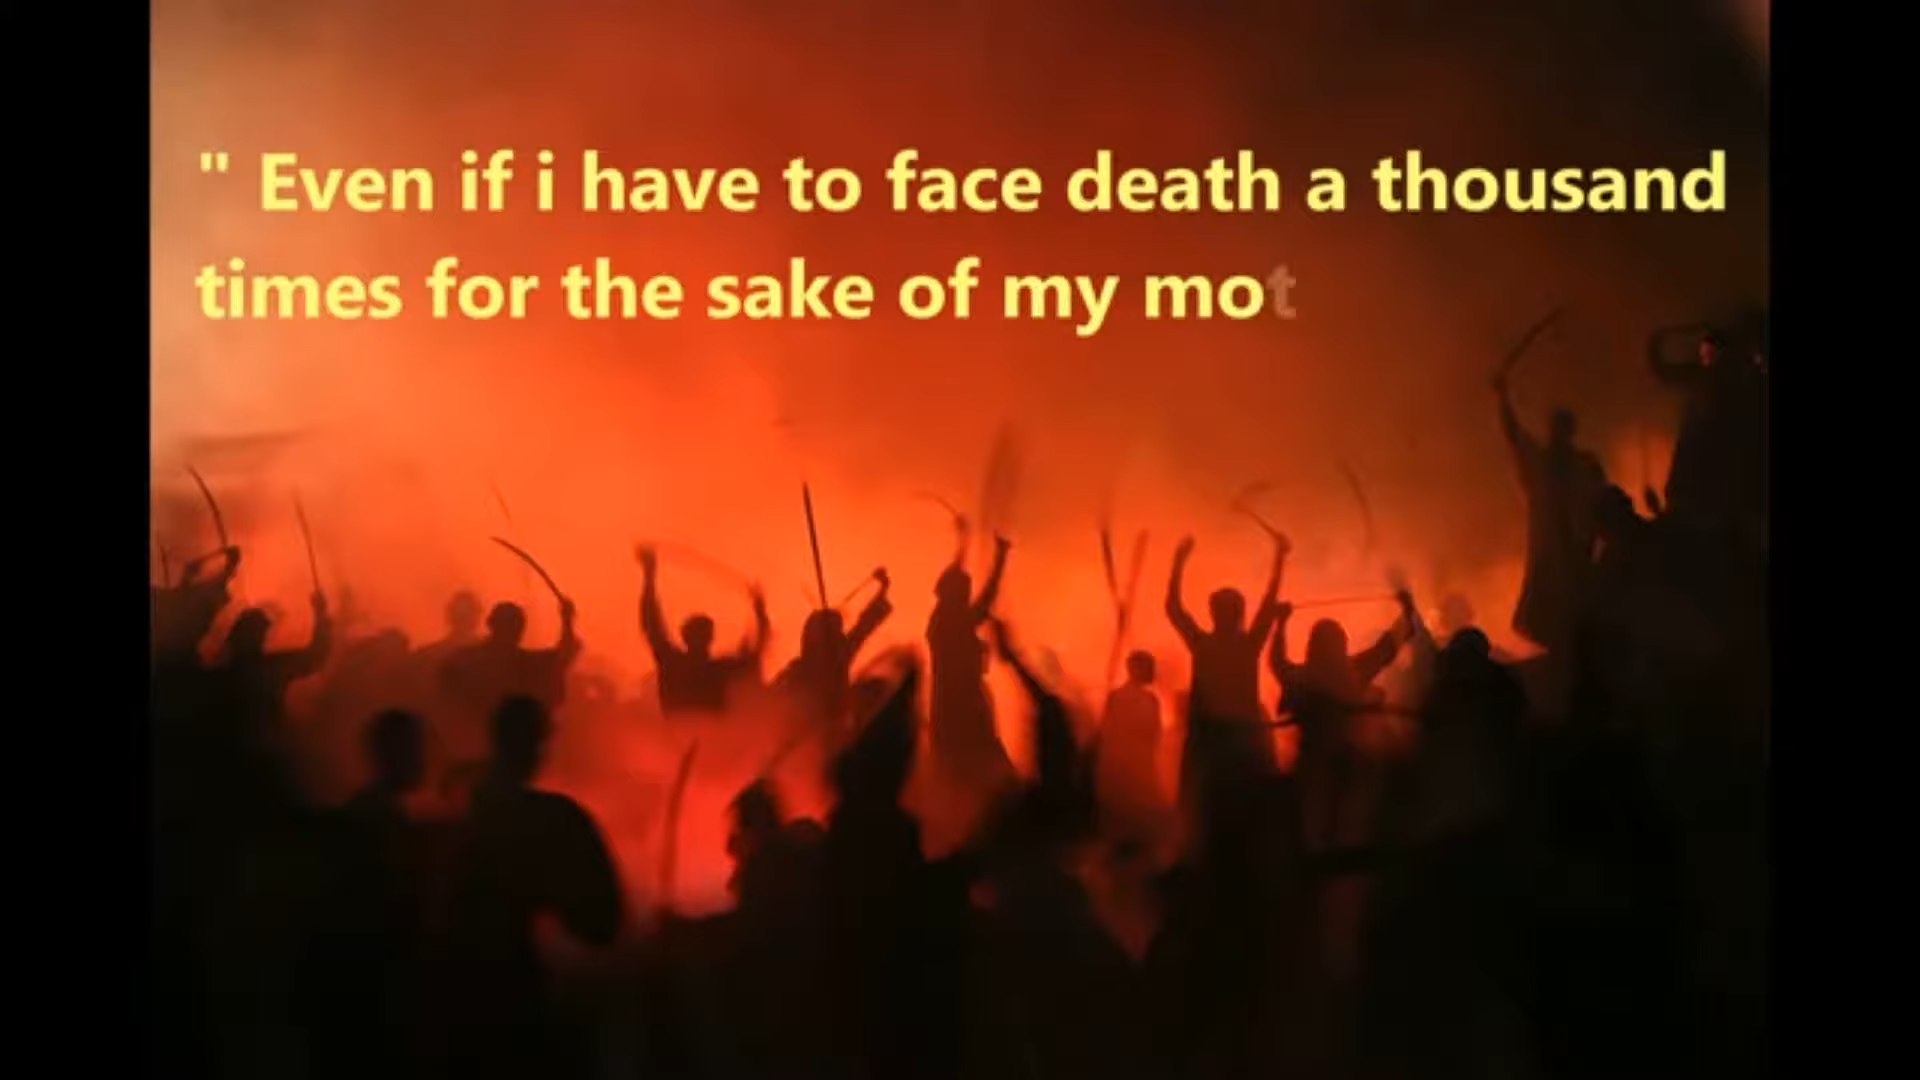 " Even if i have to face death a thousand
times for the sake of my mot